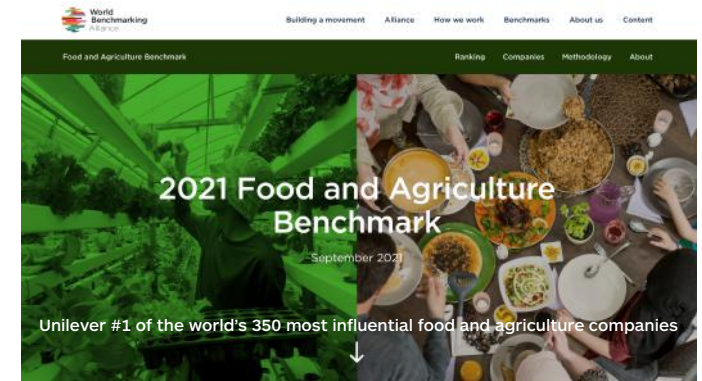 World
Benchmarking
Alliance
Building a movement Alliance How we work Benchmarks About us Content
Food and Agriculture Benchmark Ranking Companies Methodology About
2021 Food and Agriculture
Benchmark
September 2021
Unilever #1 of the world's 350 most influential food and agriculture companies